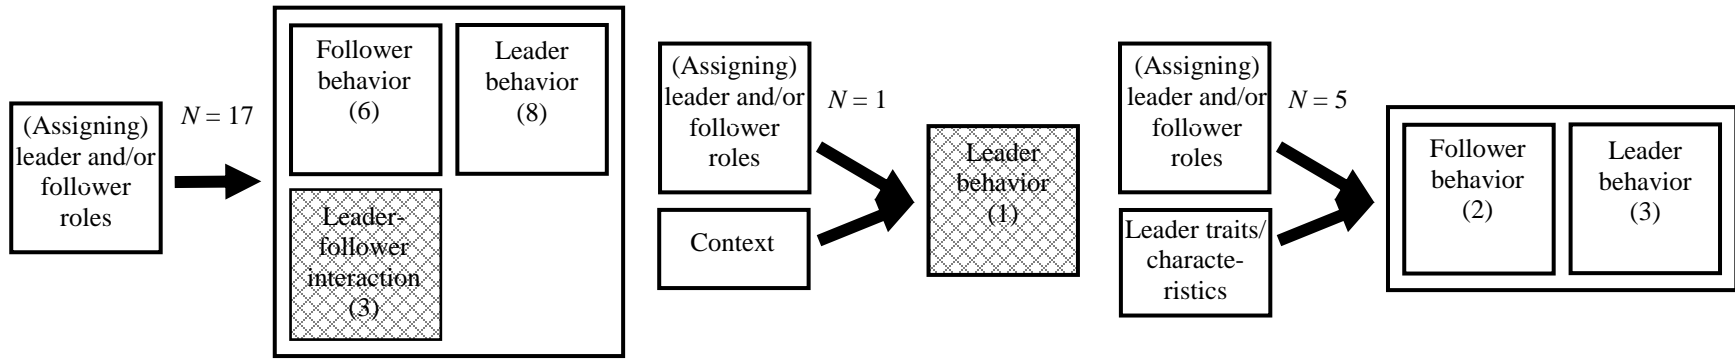 (Assigning)
leader and/or
follower
roles
N = 17
Follower
behavior
(6)
Leader
behavior
(8)
Leader-
follower
interaction
(3)
(Assigning)
leader and/or
follower
roles
Context
N = 1
Leader
behavior
(1)
(Assigning)
leader and/or
follower
roles
Leader traits/
characte-
ristics
N = 5
Follower
behavior
(2)
Leader
behavior
(3)